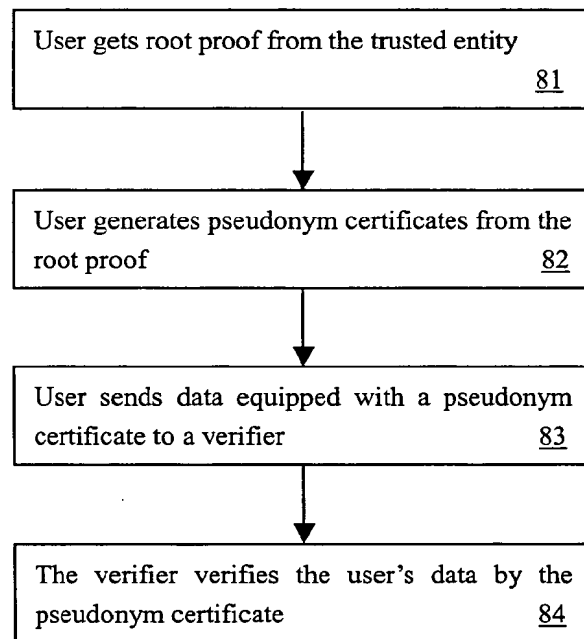 User gets root proof from the trusted entity
81
User generates pseudonym certificates from the
root proof 82
User sends data equipped with a pseudonym
certificate to a verifier 83
The verifier verifies the user's data by the
pseudonym certificate 84